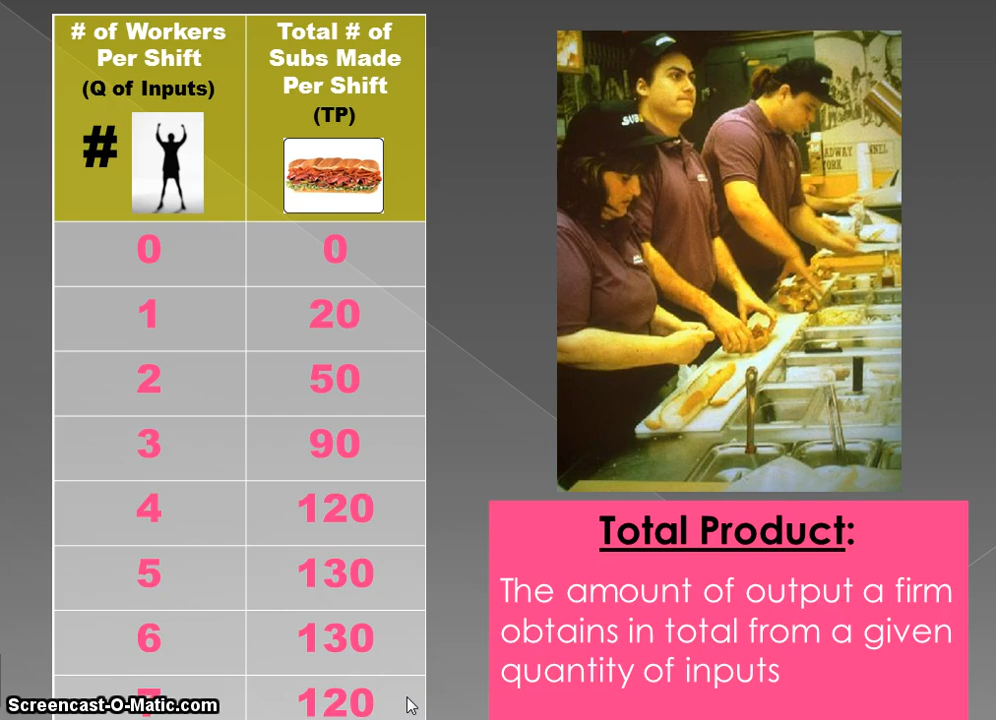 # of Workers
Per Shift
(Q of Inputs)
#
Total # of
Subs Made
Per Shift
(TP)
0 0
1 20
2 50
3 90
4 120
5 130
6 130
120
Total Product:
The amount of output a firm
obtains in total from a given
quantity of inputs
Screencast-O-Matic.com